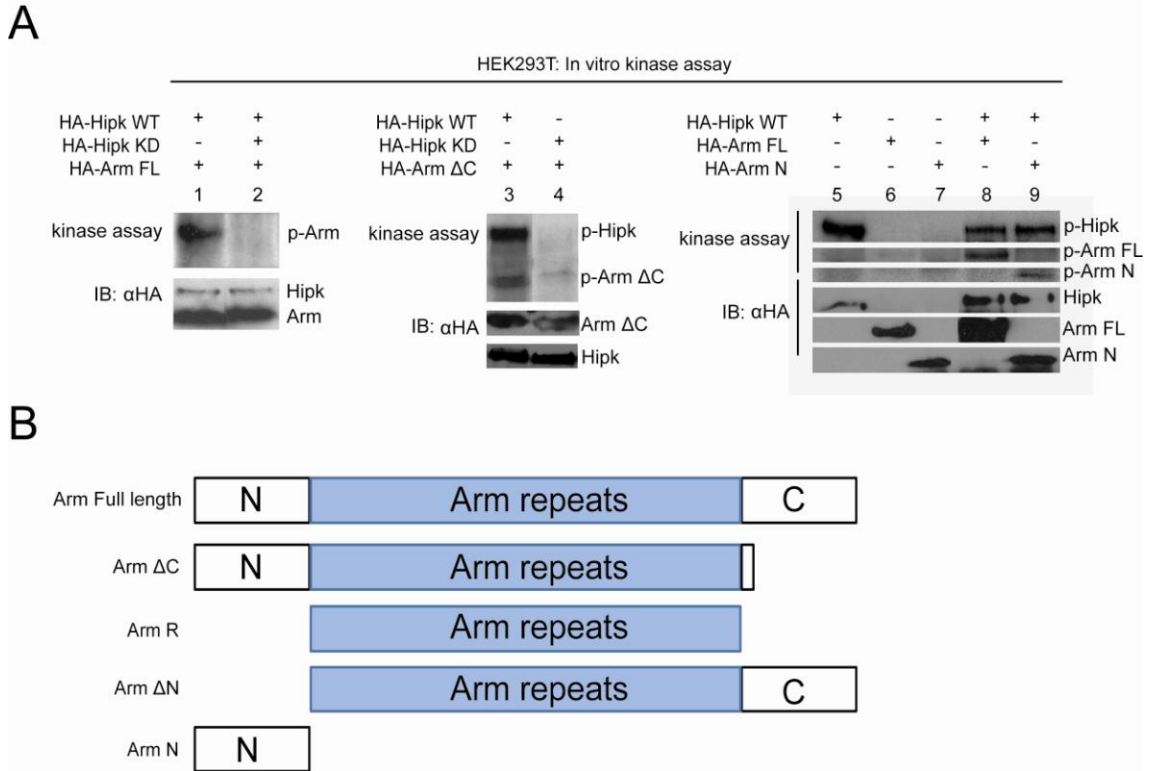 A
HEK293T: In vitro kinase assay
HA-Hipk WT + +
HA-Hipk KD - +
HA-Arm FL + +
1 2
kinase assay p-Arm
IB: αHA Hipk
Arm
HA-Hipk WT + -
HA-Hipk KD - +
HA-Arm ΔC + +
3 4
kinase assay p-Hipk
p-Arm ΔC
IB: αHA Arm ΔC
Hipk
HA-Hipk WT + - - + +
HA-Arm FL - + - + -
HA-Arm N - - + - +
5 6 7 8 9
kinase assay p-Hipk
p-Arm FL
p-Arm N
IB: αHA Hipk
Arm FL
Arm N
B
Arm Full length N Arm repeats C
Arm ΔC N Arm repeats
Arm R Arm repeats
Arm ΔN Arm repeats C
Arm N N